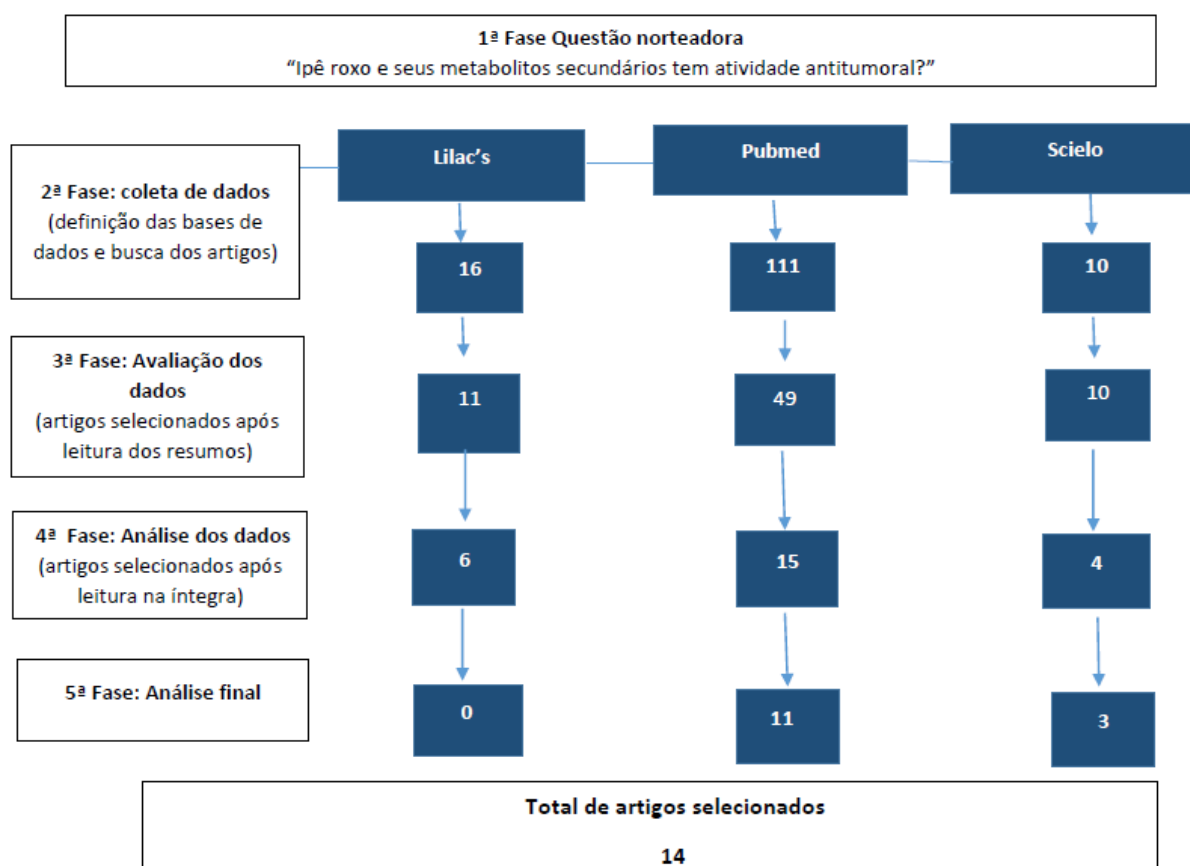 1ª Fase Questão norteadora
“Ipê roxo e seus metabolitos secundários tem atividade antitumoral?”
Lilac’s
Pubmed
Scielo
2ª Fase: coleta de dados
(definição das bases de
dados e busca dos artigos)
16
111
10
3ª Fase: Avaliação dos
dados
(artigos selecionados após
leitura dos resumos)
11
49
10
4ª Fase: Análise dos dados
(artigos selecionados após
leitura na íntegra)
6
15
4
5ª Fase: Análise final
0
11
3
Total de artigos selecionados
14